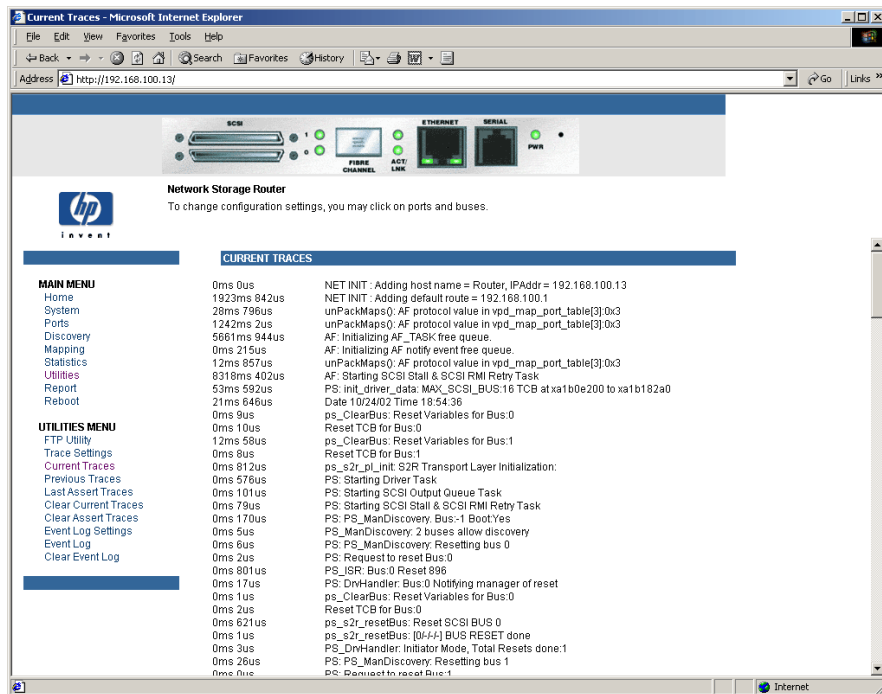 Current Traces - Microsoft Internet Explorer
File Edit View Favorites Tools Help
Back Search Favorites History
Address http://192.168.100.13/ Go Links »
SCSI
1
0
FIBRE CHANNEL
ACT/ LNK
ETHERNET
SERIAL
PWR
hp
invent
Network Storage Router
To change configuration settings, you may click on ports and buses.
MAIN MENU
Home
System
Ports
Discovery
Mapping
Statistics
Utilities
Report
Reboot
UTILITIES MENU
FTP Utility
Trace Settings
Current Traces
Previous Traces
Last Assert Traces
Clear Current Traces
Clear Assert Traces
Event Log Settings
Event Log
Clear Event Log
CURRENT TRACES
0ms 0us NET INIT : Adding host name = Router, IPAddr = 192.168.100.13
1923ms 842us NET INIT : Adding default route = 192.168.100.1
28ms 796us unPackMaps(): AF protocol value in vpd_map_port_table[3]:0x3
1242ms 2us unPackMaps(): AF protocol value in vpd_map_port_table[3]:0x3
5661ms 944us AF: Initializing AF_TASK free queue.
0ms 215us AF: Initializing AF notify event free queue.
12ms 857us unPackMaps(): AF protocol value in vpd_map_port_table[3]:0x3
8318ms 402us AF: Starting SCSI Stall & SCSI RMI Retry Task
53ms 592us PS: init_driver_data: MAX_SCSI_BUS:16 TCB at xa1b0e200 to xa1b182a0
21ms 646us Date 10/24/02 Time 18:54:36
0ms 9us ps_ClearBus: Reset Variables for Bus:0
0ms 10us Reset TCB for Bus:0
12ms 58us ps_ClearBus: Reset Variables for Bus:1
0ms 8us Reset TCB for Bus:1
0ms 812us ps_s2r_pl_init: S2R Transport Layer Initialization:
0ms 576us PS: Starting Driver Task
0ms 101us PS: Starting SCSI Output Queue Task
0ms 79us PS: Starting SCSI Stall & SCSI RMI Retry Task
0ms 170us PS: PS_ManDiscovery. Bus:-1 Boot:Yes
0ms 5us PS_ManDiscovery: 2 buses allow discovery
0ms 6us PS: PS_ManDiscovery: Resetting bus 0
0ms 2us PS: Request to reset Bus:0
0ms 801us PS_ISR: Bus:0 Reset 896
0ms 17us PS: DrvHandler: Bus:0 Notifying manager of reset
0ms 1us ps_ClearBus: Reset Variables for Bus:0
0ms 2us Reset TCB for Bus:0
0ms 621us ps_s2r_resetBus: Reset SCSI BUS 0
0ms 1us ps_s2r_resetBus: [0/-/-/-] BUS RESET done
0ms 3us PS_DrvHandler: Initiator Mode, Total Resets done:1
0ms 26us PS: PS_ManDiscovery: Resetting bus 1
0ms 0us PS: Request to reset Bus:1
Internet